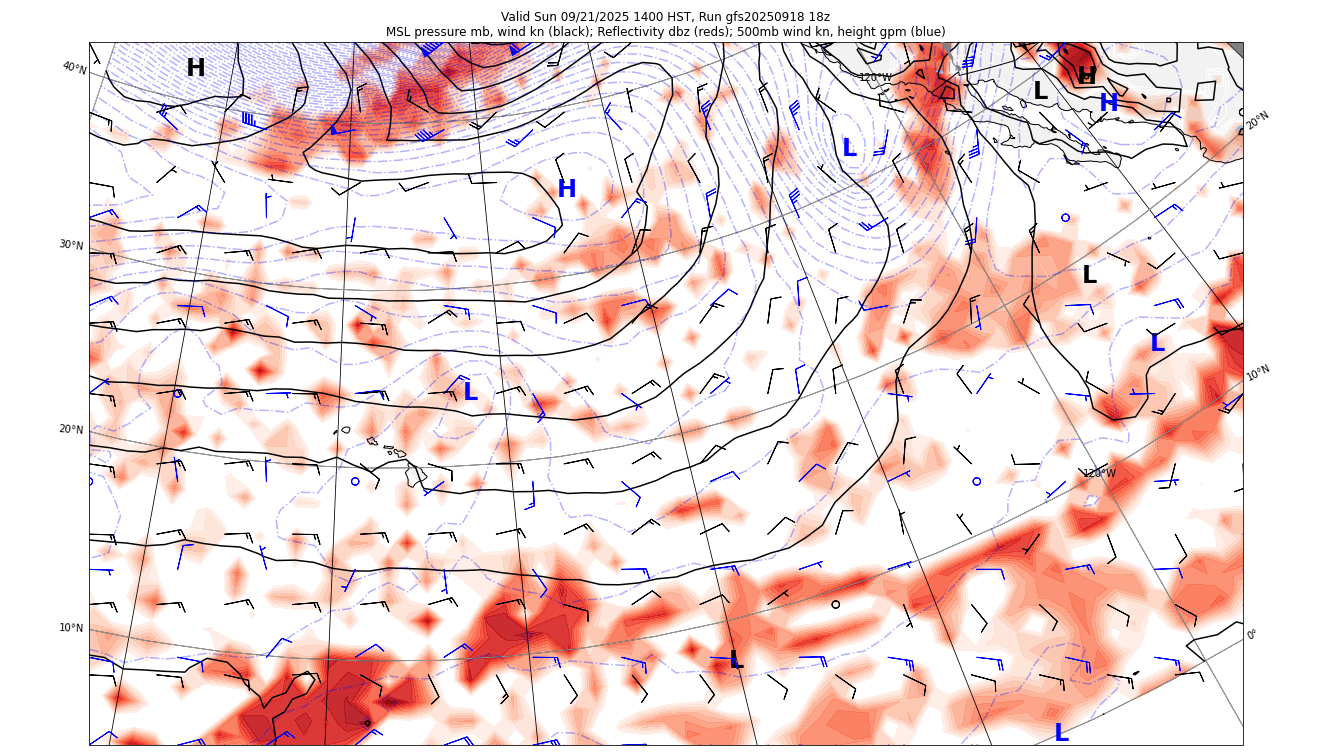 Valid Sun 09/21/2025 1400 HST, Run gfs20250918 18z
MSL pressure mb, wind kn (black); Reflectivity dbz (reds); 500mb wind kn, height gpm (blue)
H
40°N
120°W
H
L
H
20°N
L
H
30°N
L
L
10°N
L
20°N
120°W
10°N
0°
L
L